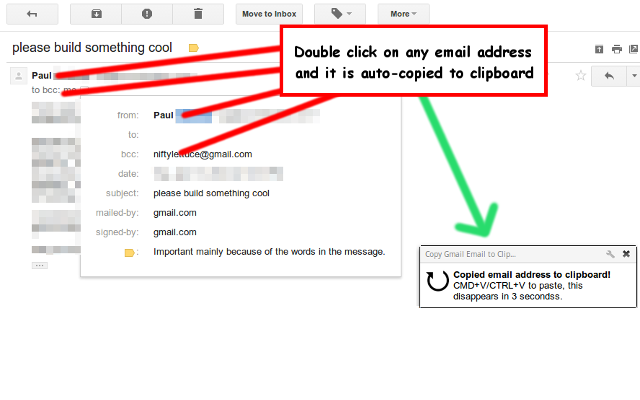 Move to Inbox
More
please build something cool
Double click on any email address
and it is auto-copied to clipboard
Paul
to bcc: me
from: Paul
to:
bcc: niftylettuce@gmail.com
date:
subject: please build something cool
mailed-by: gmail.com
signed-by: gmail.com
: Important mainly because of the words in the message.
Copy Gmail Email to Clip...
Copied email address to clipboard!
CMD+V/CTRL+V to paste, this
disappears in 3 secondss.